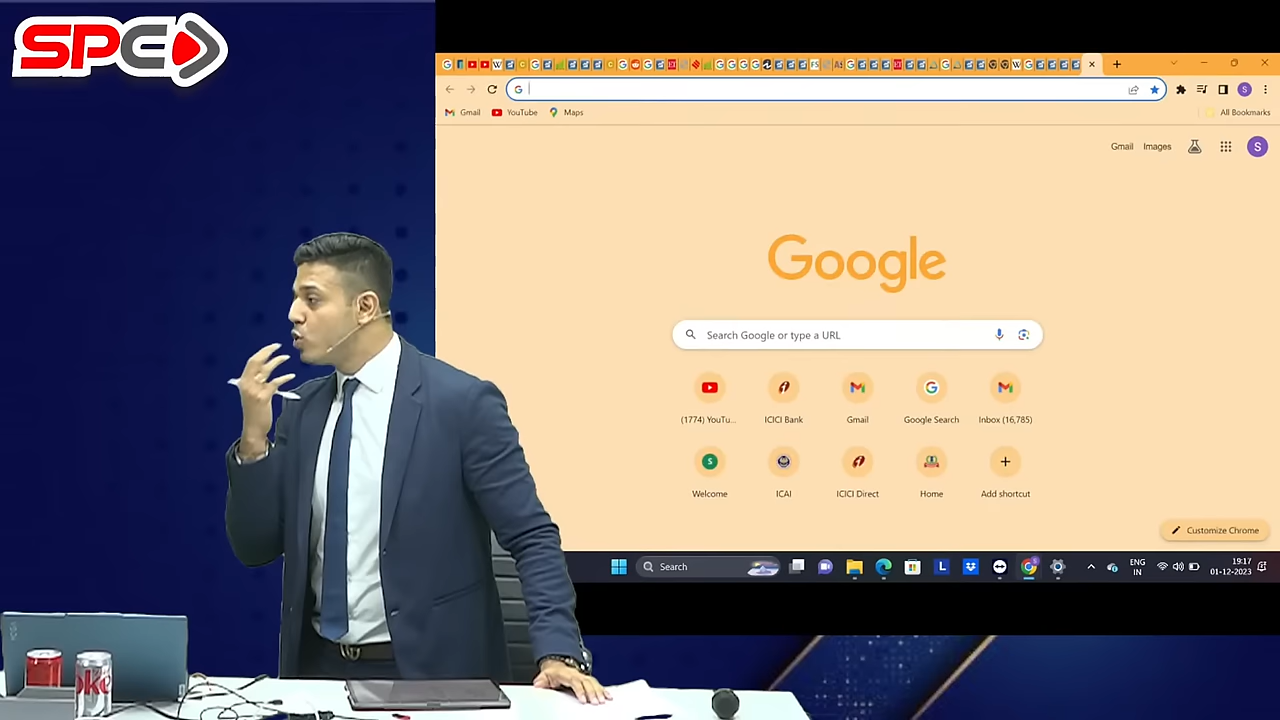 SPC
Gmail
YouTube
Maps
All Bookmarks
Gmail
Images
S
Google
Search Google or type a URL
(1774) YouTu...
ICICI Bank
Gmail
Google Search
Inbox (16,785)
Welcome
ICAI
ICICI Direct
Home
Add shortcut
Customize Chrome
Search
ENG
IN
19:17
01-12-2023
oke